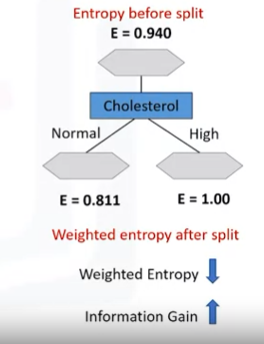 Entropy before split
E = 0.940
Cholesterol
Normal High
E = 0.811 E = 1.00
Weighted entropy after split
Weighted Entropy
Information Gain